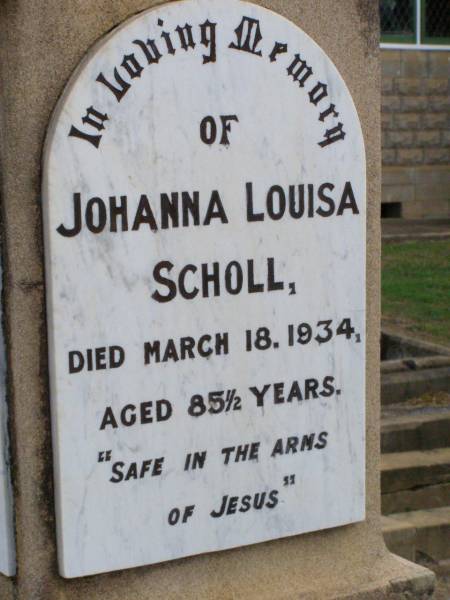 In Loving Memory
OF
JOHANNA LOUISA
SCHOLL,
DIED MARCH 18. 1934,
AGED 85½ YEARS.
"SAFE IN THE ARMS
OF JESUS"